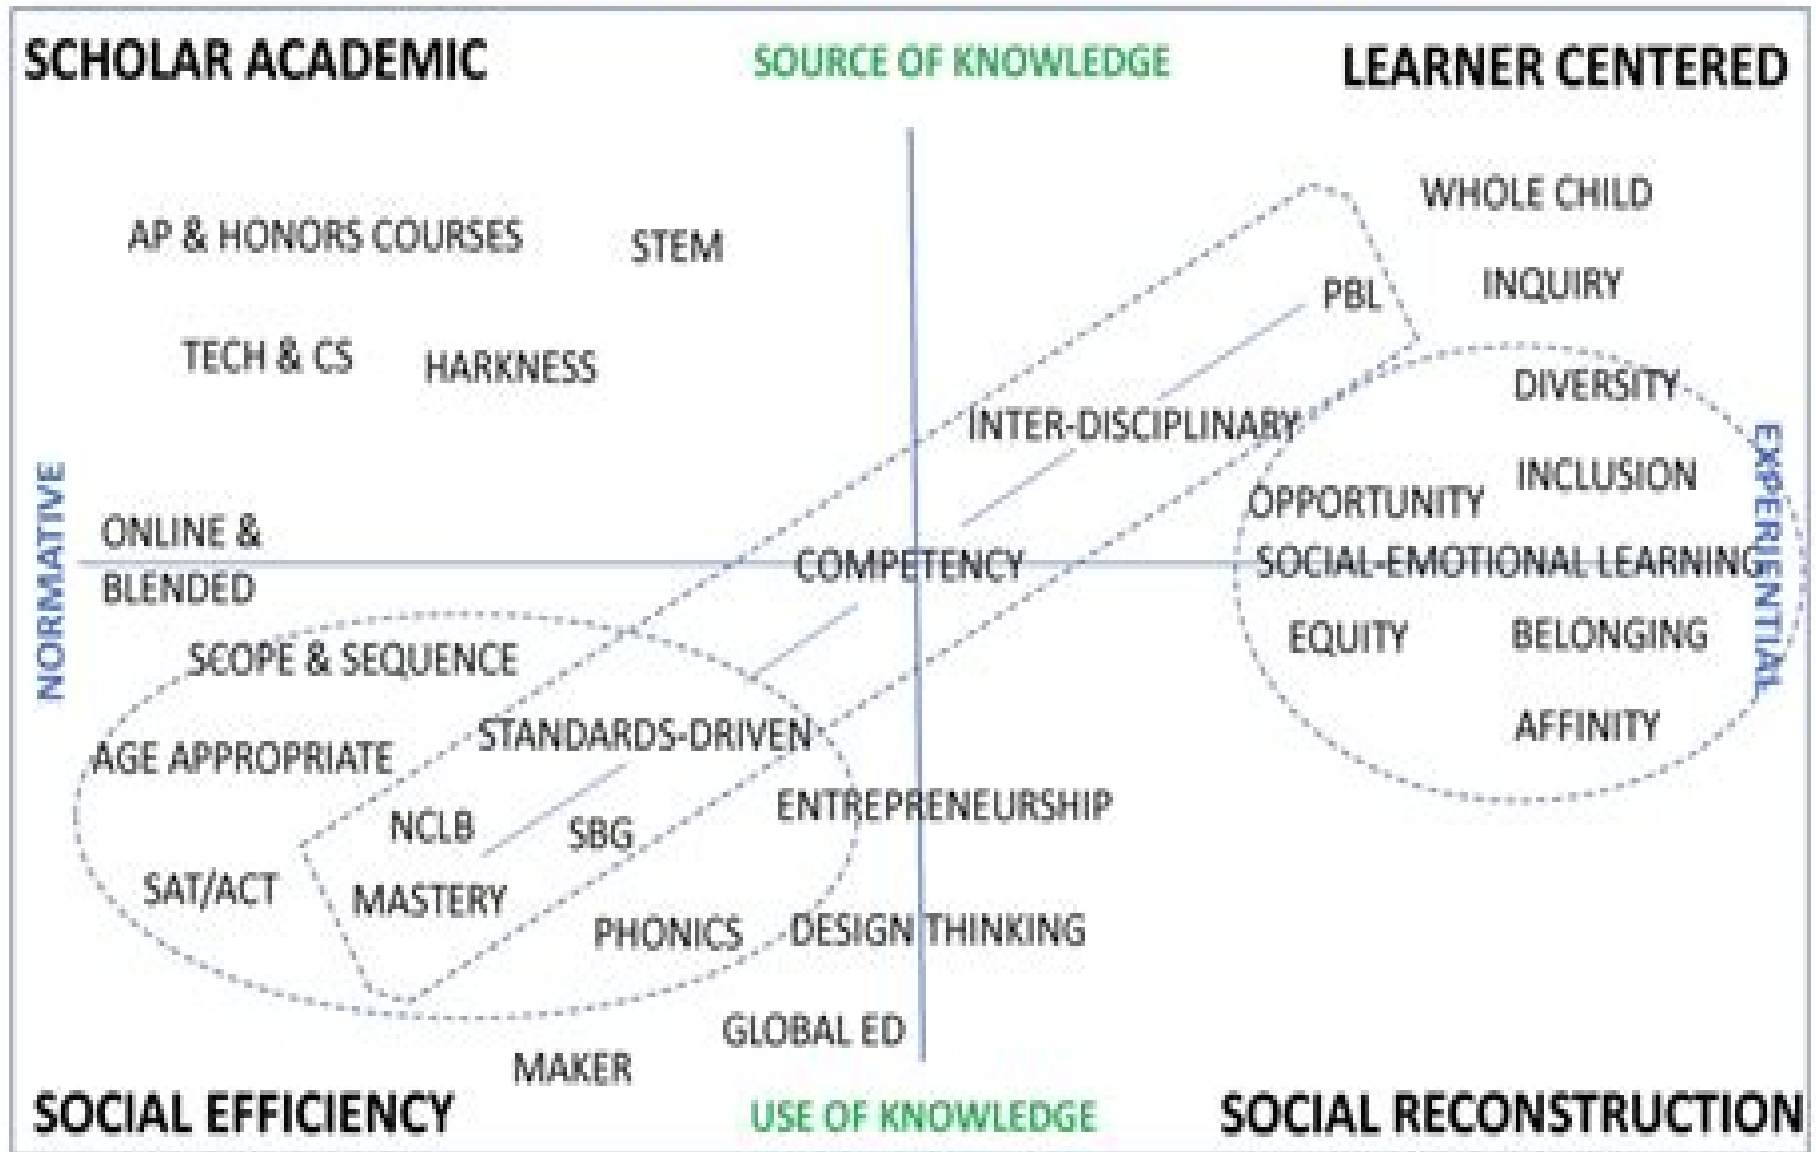 SCHOLAR ACADEMIC
SOURCE OF KNOWLEDGE
LEARNER CENTERED
WHOLE CHILD
AP & HONORS COURSES
STEM
INQUIRY
PBL
TECH & CS
HARKNESS
DIVERSITY
INTER-DISCIPLINARY
INCLUSION
OPPORTUNITY
NORMATIVE
EXPERIENTIAL
ONLINE &
BLENDED
COMPETENCY
SOCIAL-EMOTIONAL LEARNING
EQUITY
BELONGING
SCOPE & SEQUENCE
AFFINITY
STANDARDS-DRIVEN
AGE APPROPRIATE
ENTREPRENEURSHIP
NCLB
SBG
SAT/ACT
MASTERY
PHONICS
DESIGN THINKING
GLOBAL ED
MAKER
SOCIAL EFFICIENCY
USE OF KNOWLEDGE
SOCIAL RECONSTRUCTION